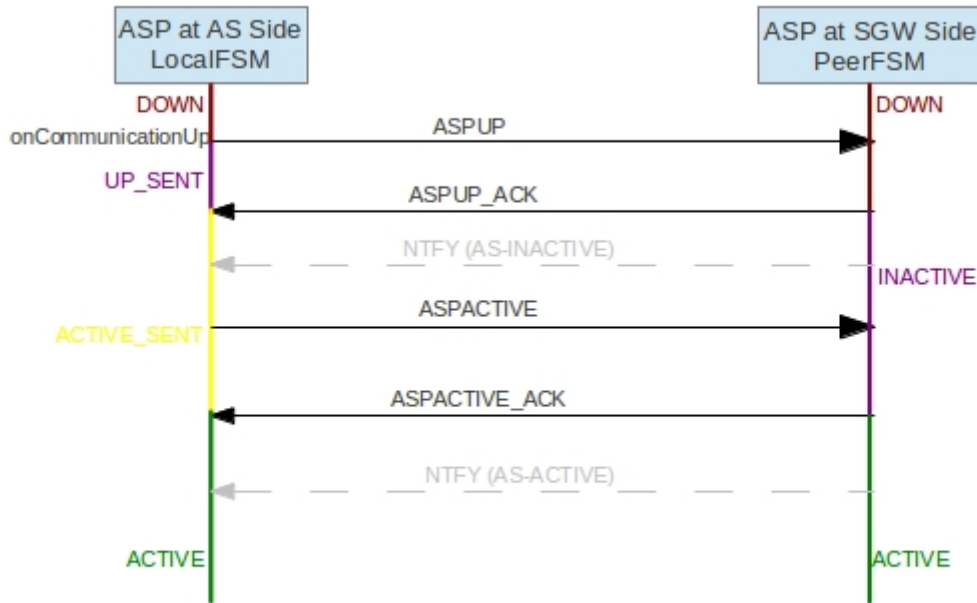 ASP at AS Side
LocalFSM
ASP at SGW Side
PeerFSM
DOWN
DOWN
onCommunicationUp
ASPUP
UP_SENT
ASPUP_ACK
NTFY (AS-INACTIVE)
INACTIVE
ASPACTIVE
ACTIVE_SENT
ASPACTIVE_ACK
NTFY (AS-ACTIVE)
ACTIVE
ACTIVE